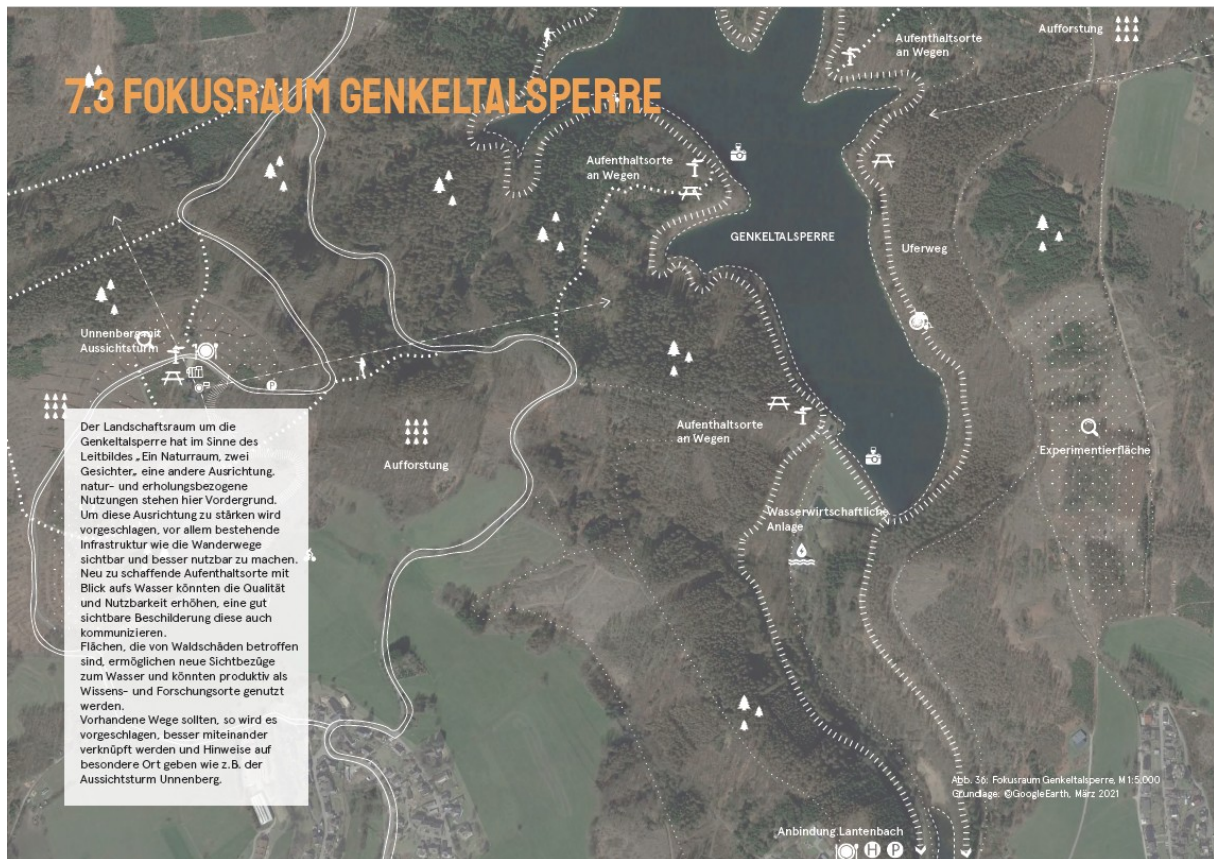 7.3 FOKUSRAUM GENKELTALSPERRE
Aufenthaltsorte
an Wegen
Aufforstung
Aufenthaltsorte
an Wegen
GENKELTALSPERRE
Uferweg
Unnenberg mit
Aussichtsturm
P
Aufforstung
Aufenthaltsorte
an Wegen
Experimentierfläche
Wasserwirtschaftliche
Anlage
Der Landschaftsraum um die
Genkeltalsperre hat im Sinne des
Leitbildes „Ein Naturraum, zwei
Gesichter„ eine andere Ausrichtung,
natur- und erholungsbezogene
Nutzungen stehen hier Vordergrund.
Um diese Ausrichtung zu stärken wird
vorgeschlagen, vor allem bestehende
Infrastruktur wie die Wanderwege
sichtbar und besser nutzbar zu machen.
Neu zu schaffende Aufenthaltsorte mit
Blick aufs Wasser könnten die Qualität
und Nutzbarkeit erhöhen, eine gut
sichtbare Beschilderung diese auch
kommunizieren.
Flächen, die von Waldschäden betroffen
sind, ermöglichen neue Sichtbezüge
zum Wasser und könnten produktiv als
Wissens- und Forschungsorte genutzt
werden.
Vorhandene Wege sollten, so wird es
vorgeschlagen, besser miteinander
verknüpft werden und Hinweise auf
besondere Ort geben wie z.B. der
Aussichtsturm Unnenberg.
Abb. 36: Fokusraum Genkeltalsperre, M 1:5.000
Grundlage: ©GoogleEarth, März 2021
Anbindung Lantenbach
H P